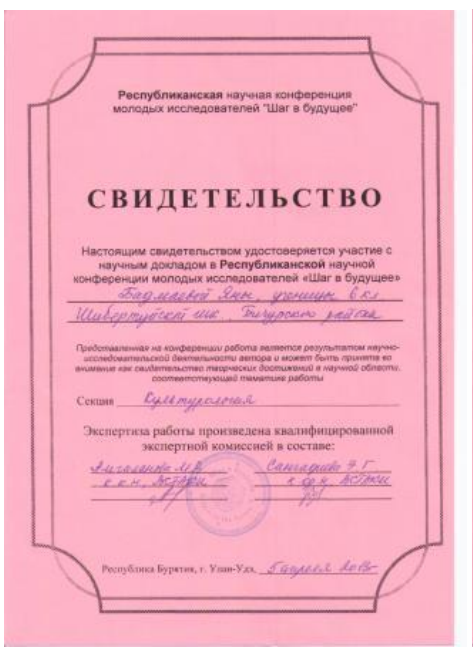 Республиканская научная конференция
молодых исследователей "Шаг в будущее"
СВИДЕТЕЛЬСТВО
Настоящим свидетельством удостоверяется участие с
научным докладом в Республиканской научной
конференции молодых исследователей «Шаг в будущее»
Бадмаевой Яны, ученицы 6 кл
Шибертуйской шк, Бичурского района
Представленная на конференции работа является результатом научно-
исследовательской деятельности автора и может быть принята во
внимание как свидетельство творческих достижений в научной области,
соответствующей тематике работы
Секция Культурология
Экспертиза работы произведена квалифицированной
экспертной комиссией в составе:
к.и.н., ВСГАКИ
Республика Бурятия, г. Улан-Удэ,